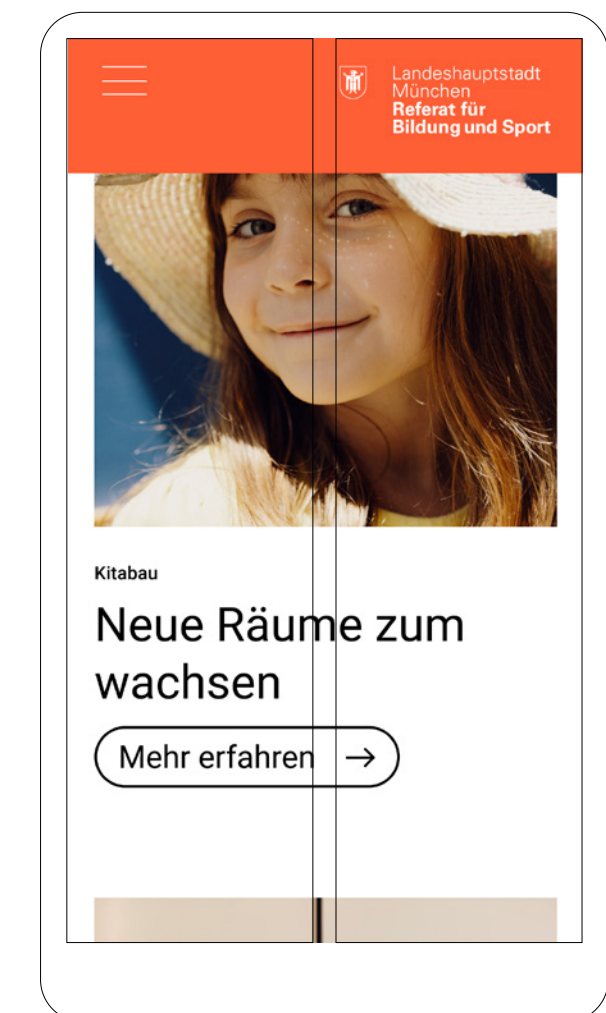 Landeshauptstadt
München
Referat für
Bildung und Sport
Kitabau
Neue Räume zum
wachsen
Mehr erfahren →